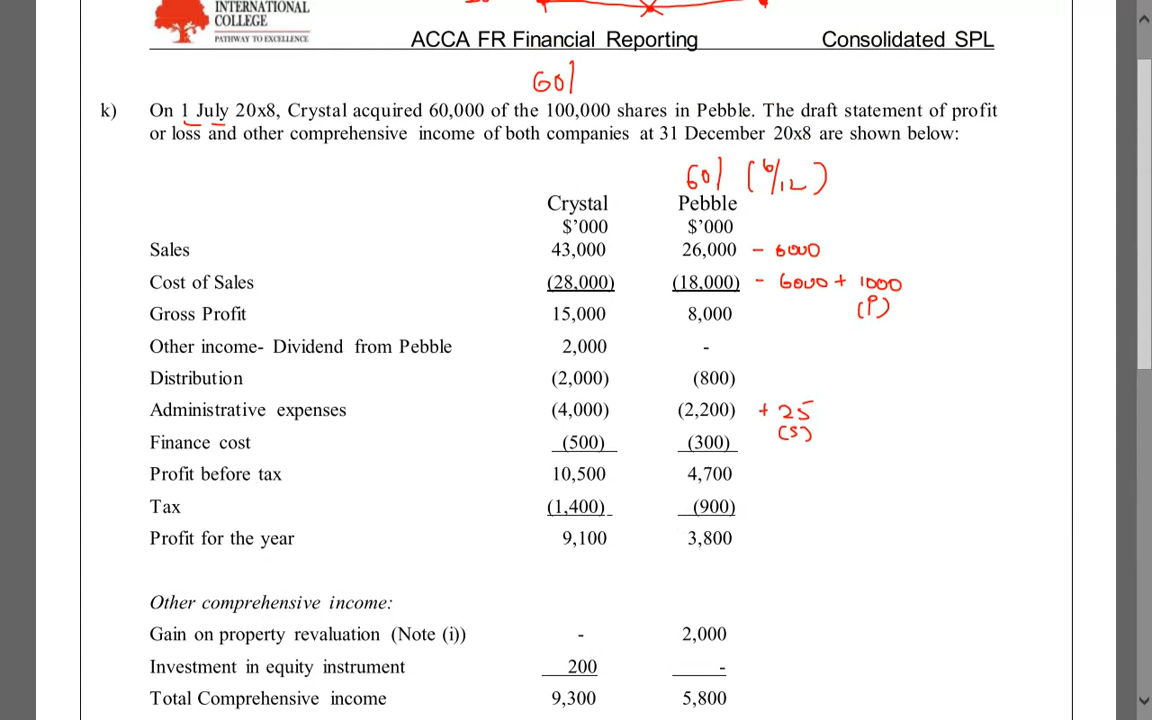 INTERNATIONAL
COLLEGE
PATHWAY TO EXCELLENCE
ACCA FR Financial Reporting Consolidated SPL
60%
k) On 1 July 20x8, Crystal acquired 60,000 of the 100,000 shares in Pebble. The draft statement of profit
or loss and other comprehensive income of both companies at 31 December 20x8 are shown below:
60% (6/12)
Crystal Pebble
$'000 $'000
Sales 43,000 26,000 - 6000
Cost of Sales (28,000) (18,000) - 6000 + 1000
(P)
Gross Profit 15,000 8,000
Other income- Dividend from Pebble 2,000 -
Distribution (2,000) (800)
Administrative expenses (4,000) (2,200) + 25
(S)
Finance cost (500) (300)
Profit before tax 10,500 4,700
Tax (1,400) (900)
Profit for the year 9,100 3,800
Other comprehensive income:
Gain on property revaluation (Note (i)) - 2,000
Investment in equity instrument 200 -
Total Comprehensive income 9,300 5,800